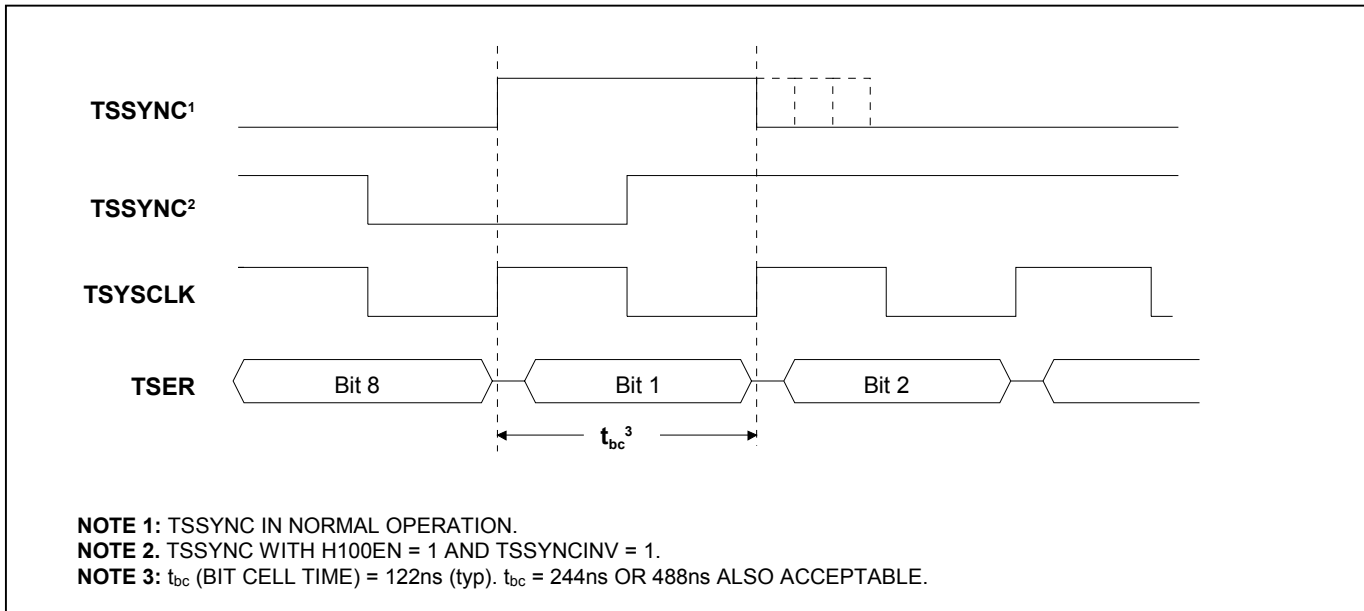 TSSYNC¹
TSSYNC²
TSYSCLK
TSER
Bit 8
Bit 1
Bit 2
t_bc³
NOTE 1: TSSYNC IN NORMAL OPERATION.
NOTE 2. TSSYNC WITH H100EN = 1 AND TSSYNCINV = 1.
NOTE 3: t_bc (BIT CELL TIME) = 122ns (typ). t_bc = 244ns OR 488ns ALSO ACCEPTABLE.